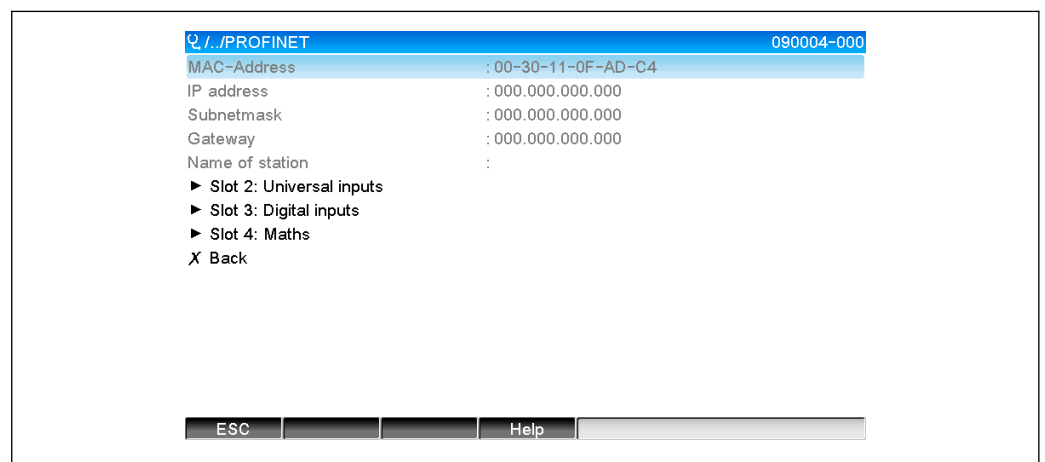 /../PROFINET 090004-000
MAC-Address : 00-30-11-0F-AD-C4
IP address : 000.000.000.000
Subnetmask : 000.000.000.000
Gateway : 000.000.000.000
Name of station :
► Slot 2: Universal inputs
► Slot 3: Digital inputs
► Slot 4: Maths
X Back
ESC Help